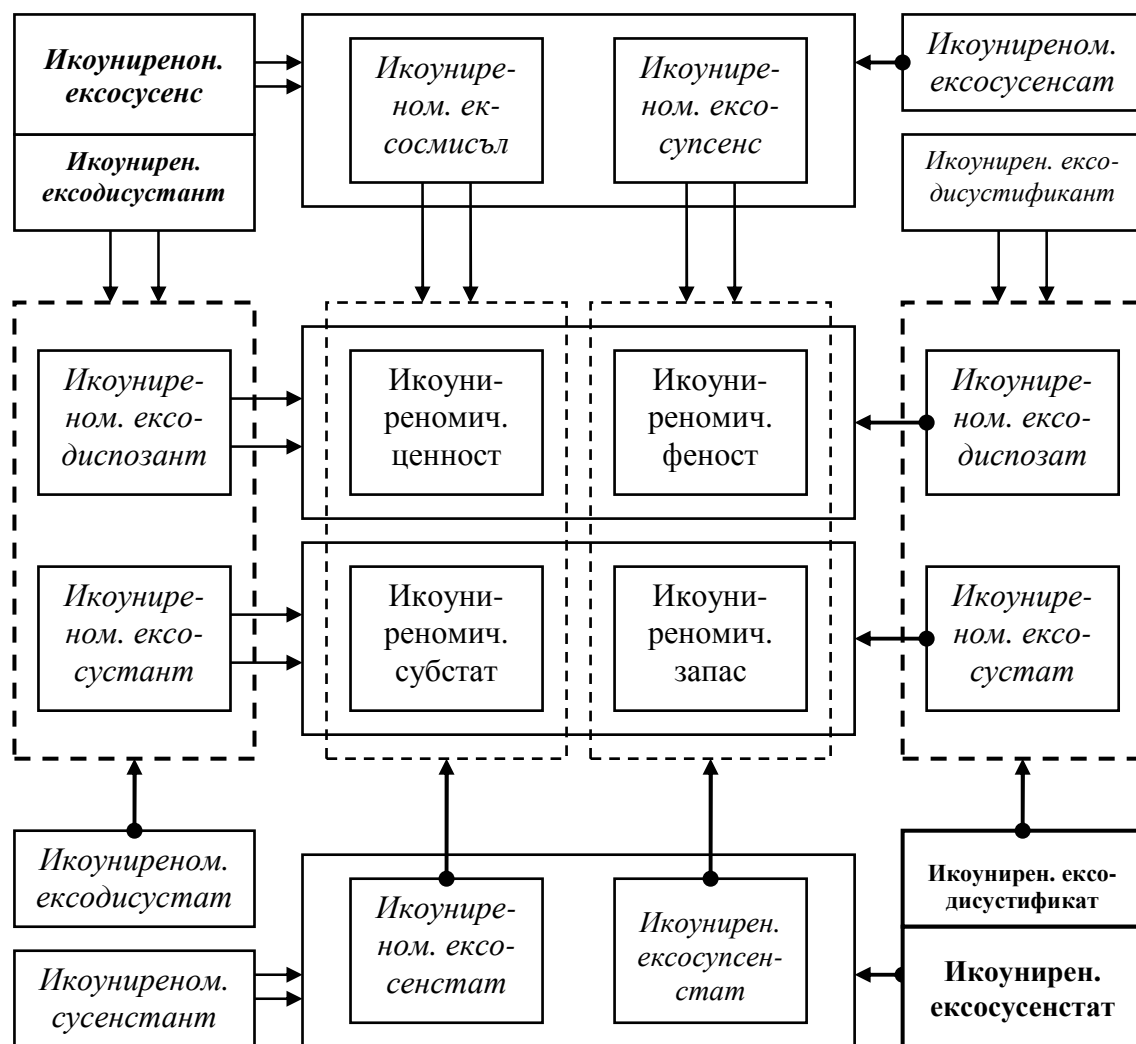 Икоуниренон.
ексосусенс
Икоунирен.
ексодисустант
Икоунире-
ном. ек-
сосмисъл
Икоунире-
ном. ексо-
супсенс
Икоуниреном.
ексосусенсат
Икоунирен. ексо-
дисустификант
Икоунире-
ном. ексо-
диспозант
Икоуни-
реномич.
ценност
Икоуни-
реномич.
феност
Икоунире-
ном. ексо-
диспозат
Икоунире-
ном. ексо-
сустант
Икоуни-
реномич.
субстат
Икоуни-
реномич.
запас
Икоунире-
ном. ексо-
сустат
Икоуниреном.
ексодисустат
Икоуниреном.
сусенстант
Икоунире-
ном. ексо-
сенстат
Икоунирен.
ексосупсен-
стат
Икоунирен. ексо-
дисустификат
Икоунирен.
ексосусенстат